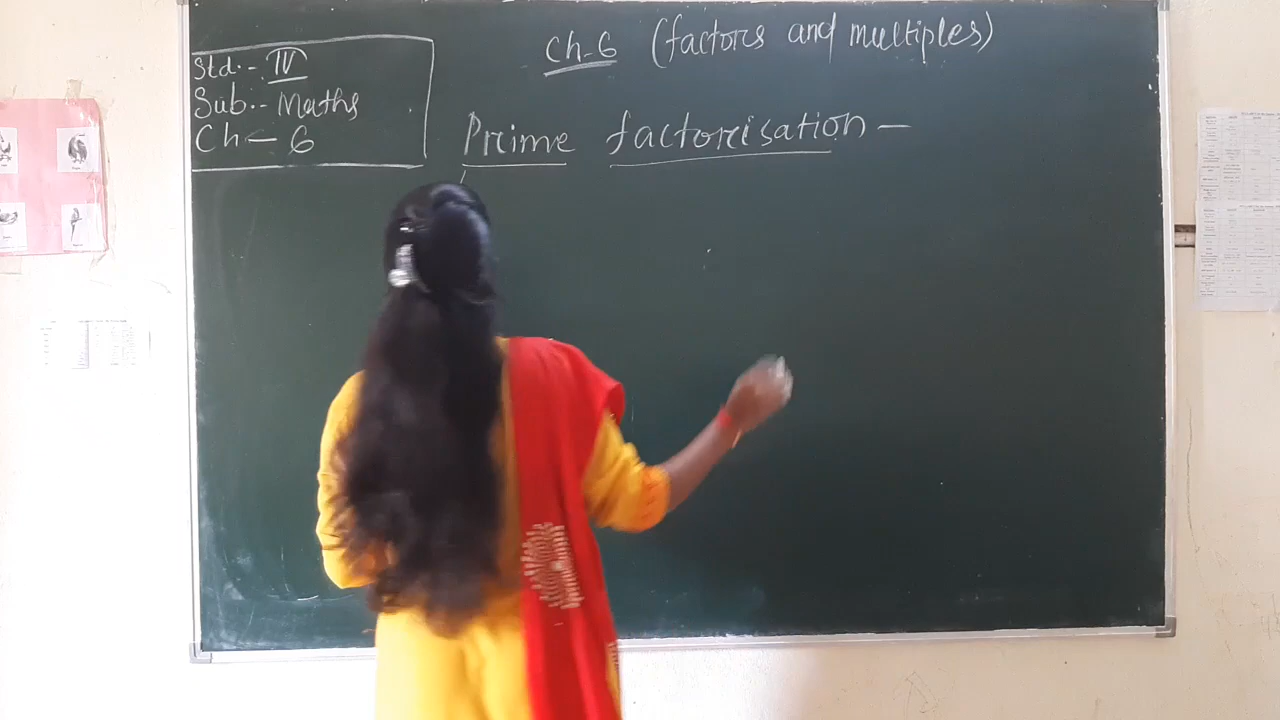 Std.- IV
Sub.- Maths
Ch- 6
Ch-6 (factors and multiples)
Prime factorisation -